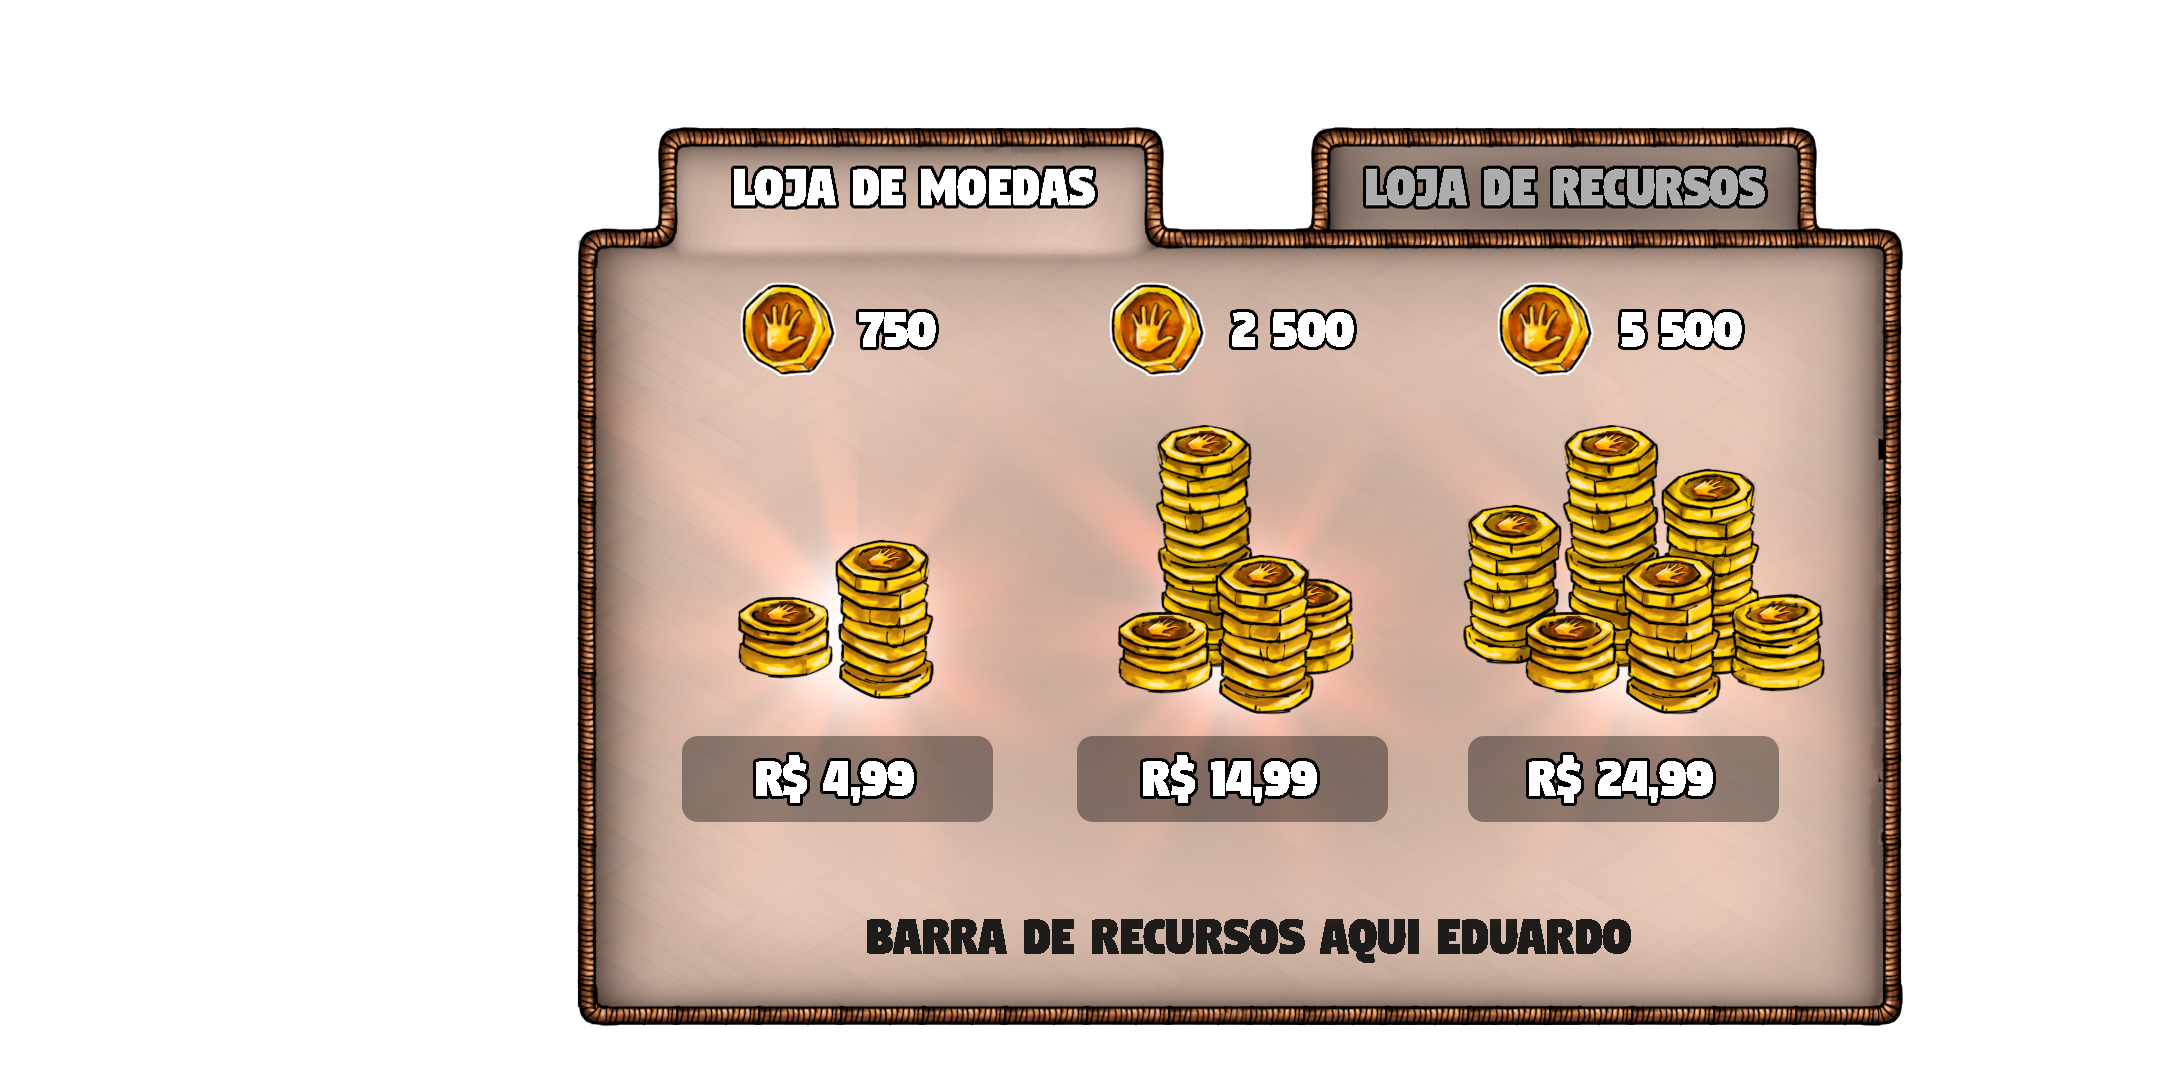 LOJA DE MOEDAS
LOJA DE RECURSOS
750
2 500
5 500
R$ 4,99
R$ 14,99
R$ 24,99
BARRA DE RECURSOS AQUI EDUARDO